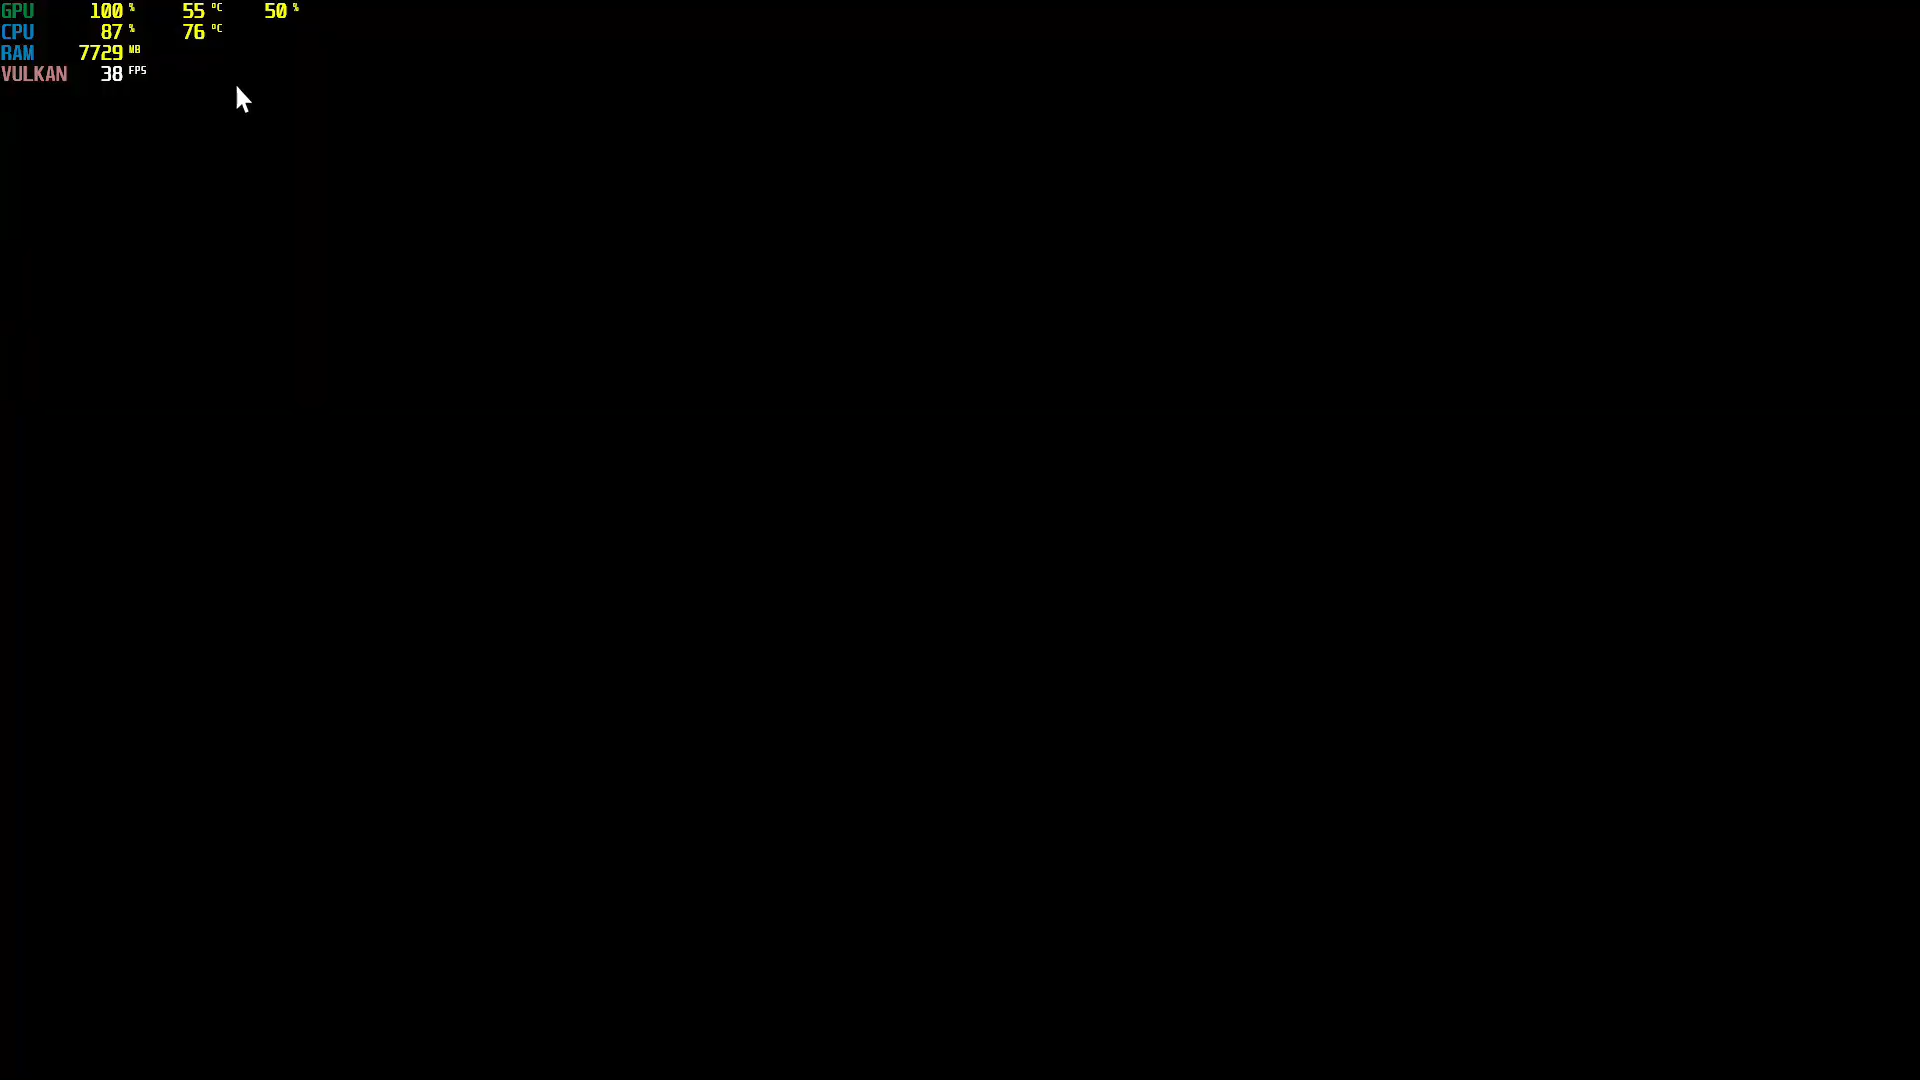 GPU 100 % 55 °C 50 %
CPU 87 % 76 °C
RAM 7729 MB
VULKAN 38 FPS